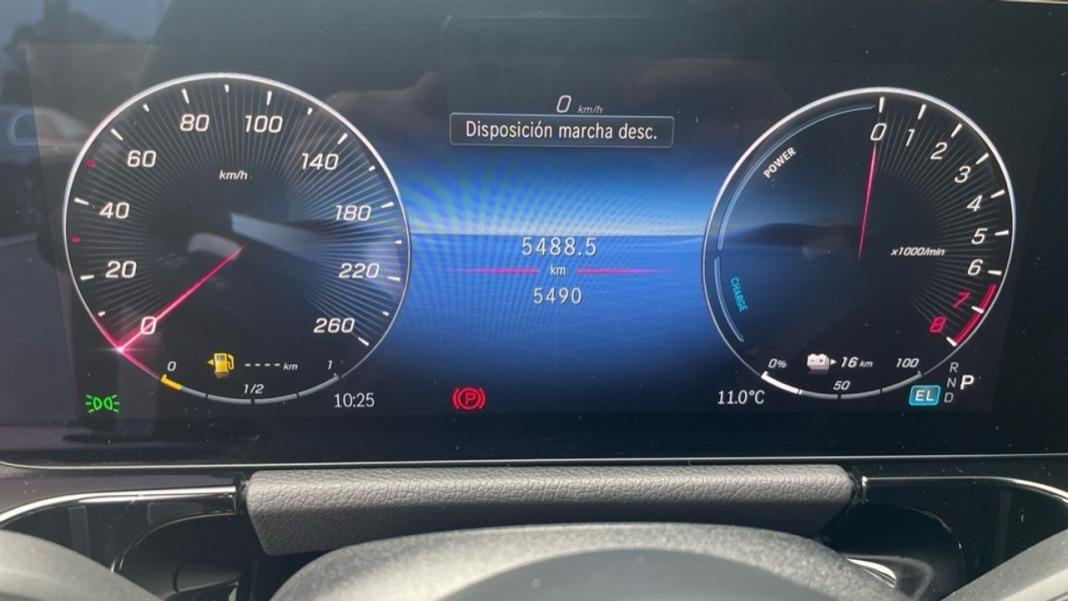 0 km/h
Disposición marcha desc.
80 100
60 140
km/h
40 180
20 220
0 260
0 1/2 1
---- km
10:25
5488.5
km
5490
P
POWER
CHARGE
0
1
2
3
4
5
6
7
8
x1000/min
0% 50 100
16 km
11.0°C
EL
R
N P
D